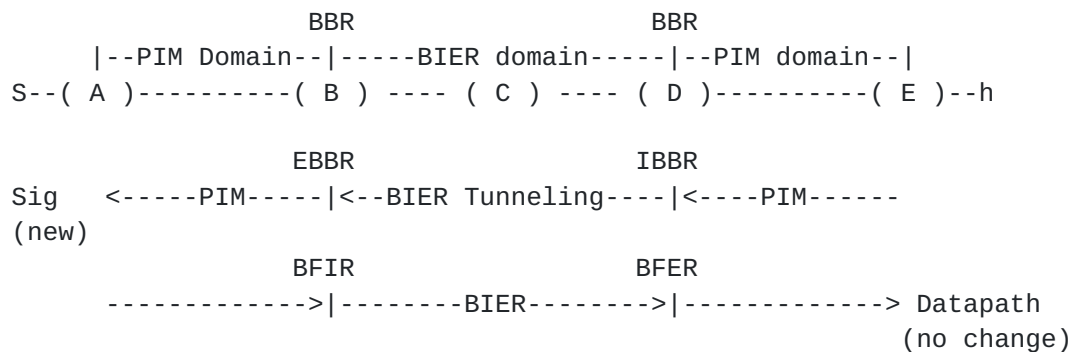 BBR                     BBR
|--PIM Domain--|-----BIER domain-----|--PIM domain--|
S--( A )----------( B ) ---- ( C ) ---- ( D )----------( E )--h
EBBR                  IBBR
Sig   <-----PIM-----|<--BIER Tunneling----|<----PIM------
(new)
BFIR                  BFER
------------->|--------BIER-------->|-------------> Datapath
(no change)